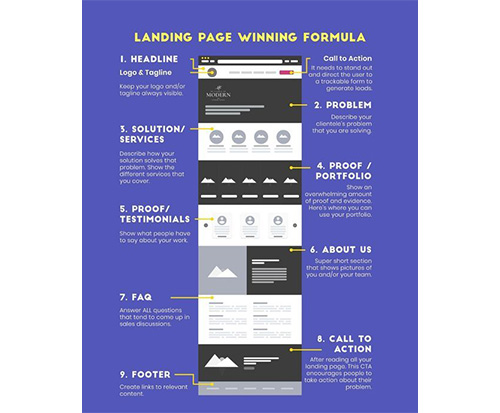 LANDING PAGE WINNING FORMULA
1. HEADLINE
Logo & Tagline
Keep your logo and/or
tagline always visible.
Call to Action
It needs to stand out
and direct the user to
a trackable form to
generate leads.
MODERN
2. PROBLEM
Describe your
clientele's problem
that you are solving.
3. SOLUTION/
SERVICES
Describe how your
solution solves that
problem. Show the
different services that
you cover.
4. PROOF /
PORTFOLIO
Show an
overwhelming amount
of proof and evidence.
Here's where you can
use your portfolio.
5. PROOF/
TESTIMONIALS
Show what people have
to say about your work.
6. ABOUT US
Super short section
that shows pictures of
you and/or your team.
7. FAQ
Answer ALL questions
that tend to come up in
sales discussions.
8. CALL TO
ACTION
After reading all your
landing page. This CTA
encourages people to
take action about their
problem.
9. FOOTER
Create links to relevant
content.